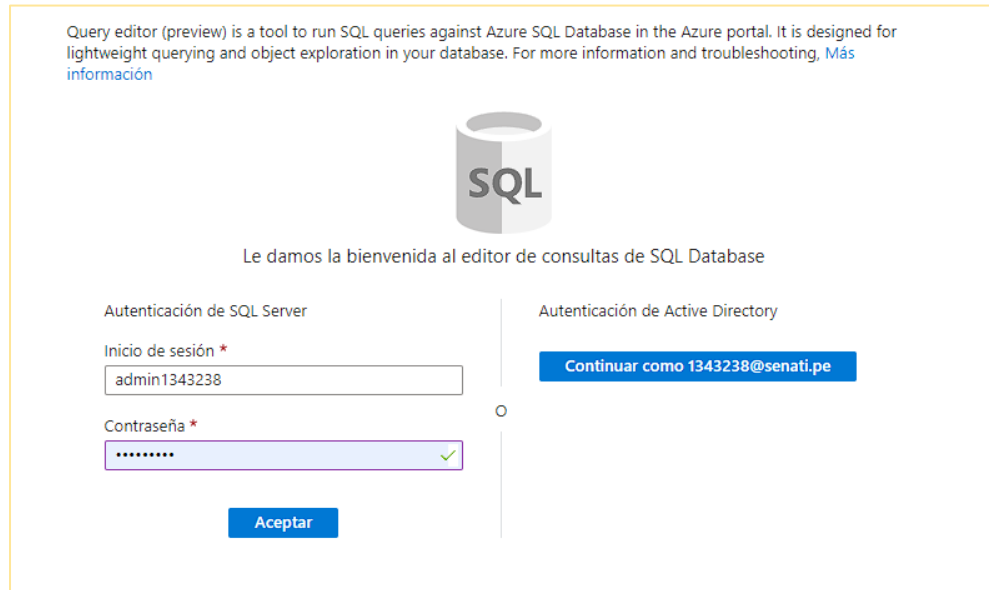 Query editor (preview) is a tool to run SQL queries against Azure SQL Database in the Azure portal. It is designed for
lightweight querying and object exploration in your database. For more information and troubleshooting, Más
información
SQL
Le damos la bienvenida al editor de consultas de SQL Database
Autenticación de SQL Server
Inicio de sesión *
admin1343238
Contraseña *
•••••••••
Aceptar
O
Autenticación de Active Directory
Continuar como 1343238@senati.pe